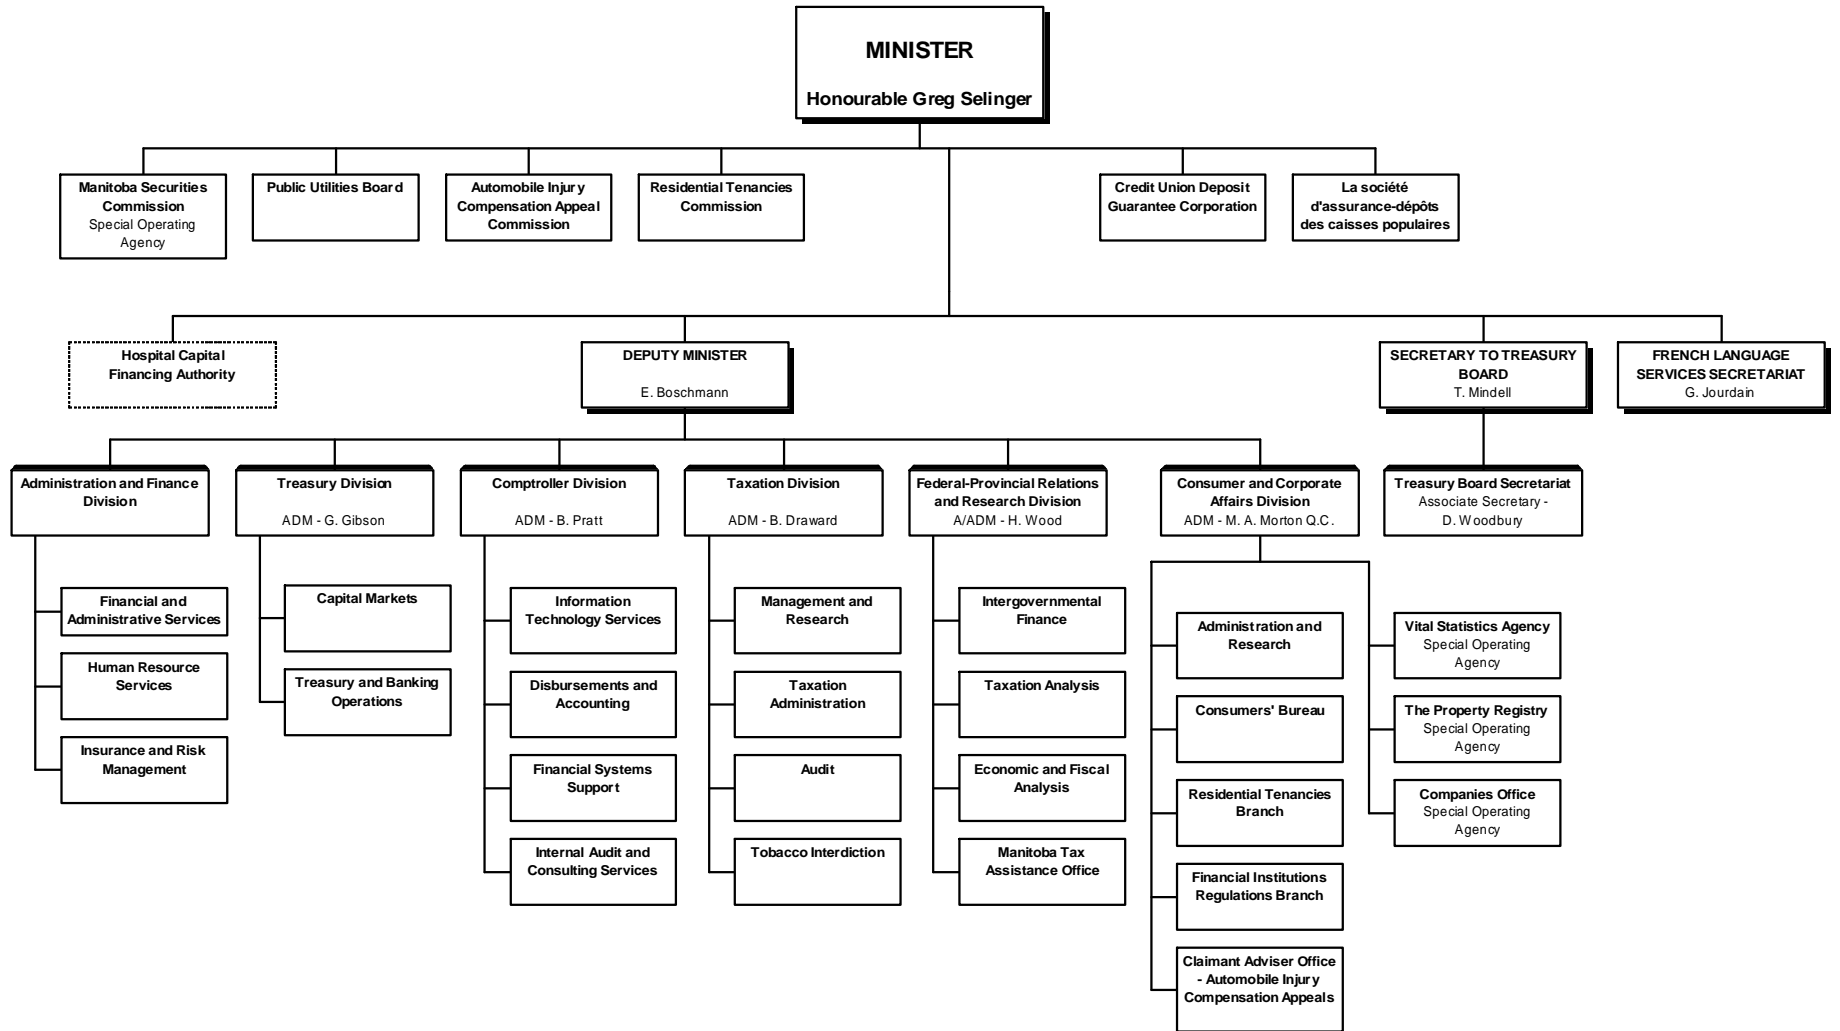 MINISTER
Honourable Greg Selinger
Manitoba Securities
Commission
Special Operating
Agency
Public Utilities Board
Automobile Injury
Compensation Appeal
Commission
Residential Tenancies
Commission
Credit Union Deposit
Guarantee Corporation
La société
d'assurance-dépôts
des caisses populaires
Hospital Capital
Financing Authority
DEPUTY MINISTER
E. Boschmann
SECRETARY TO TREASURY
BOARD
T. Mindell
FRENCH LANGUAGE
SERVICES SECRETARIAT
G. Jourdain
Administration and Finance
Division
Treasury Division
ADM - G. Gibson
Comptroller Division
ADM - B. Pratt
Taxation Division
ADM - B. Draward
Federal-Provincial Relations
and Research Division
A/ADM - H. Wood
Consumer and Corporate
Affairs Division
ADM - M. A. Morton Q.C.
Treasury Board Secretariat
Associate Secretary -
D. Woodbury
Financial and
Administrative Services
Human Resource
Services
Insurance and Risk
Management
Capital Markets
Treasury and Banking
Operations
Information
Technology Services
Disbursements and
Accounting
Financial Systems
Support
Internal Audit and
Consulting Services
Management and
Research
Taxation
Administration
Audit
Tobacco Interdiction
Intergovernmental
Finance
Taxation Analysis
Economic and Fiscal
Analysis
Manitoba Tax
Assistance Office
Administration and
Research
Consumers' Bureau
Residential Tenancies
Branch
Financial Institutions
Regulations Branch
Claimant Adviser Office
- Automobile Injury
Compensation Appeals
Vital Statistics Agency
Special Operating
Agency
The Property Registry
Special Operating
Agency
Companies Office
Special Operating
Agency